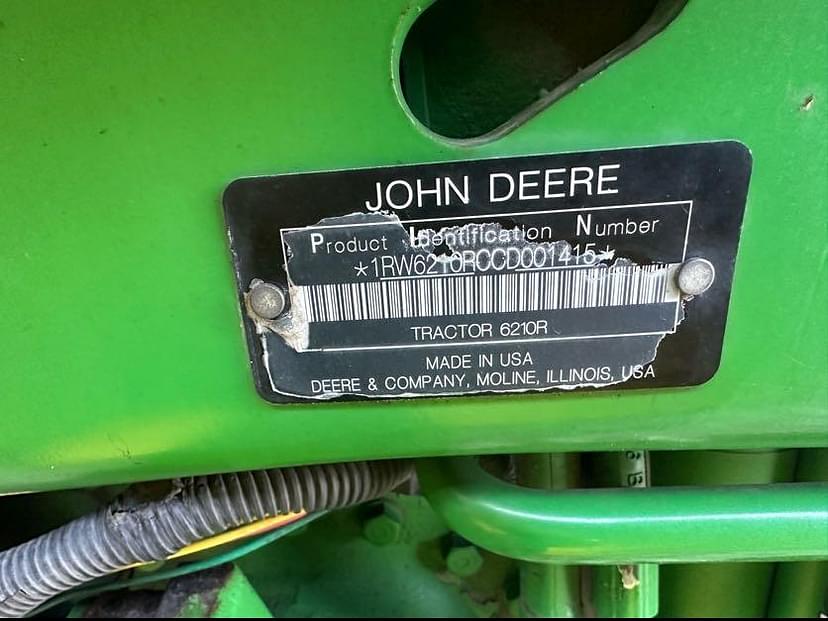 JOHN DEERE
Product Identification Number
*1RW6210RCCD001415*
TRACTOR 6210R
MADE IN USA
DEERE & COMPANY, MOLINE, ILLINOIS, USA